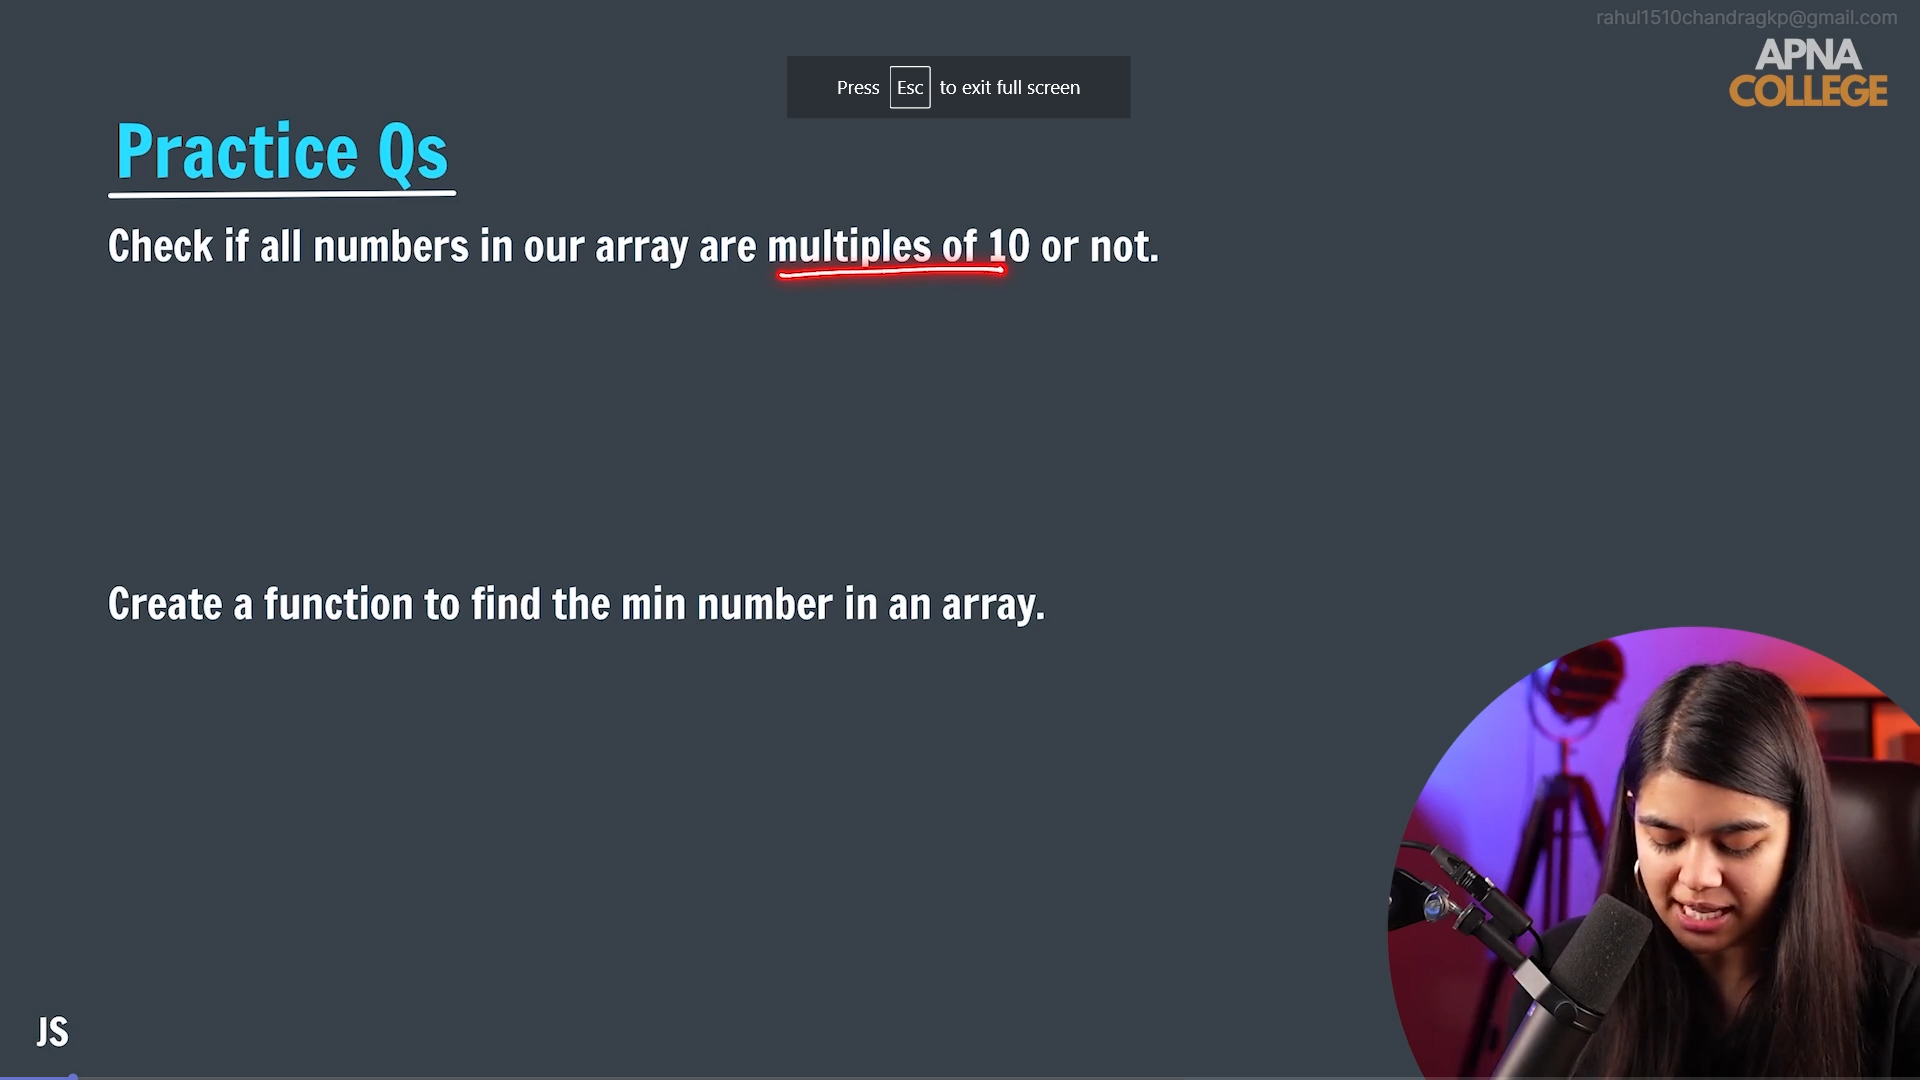 rahul1510chandragkp@gmail.com
APNA
COLLEGE
Press Esc to exit full screen
Practice Qs
Check if all numbers in our array are multiples of 10 or not.
Create a function to find the min number in an array.
JS